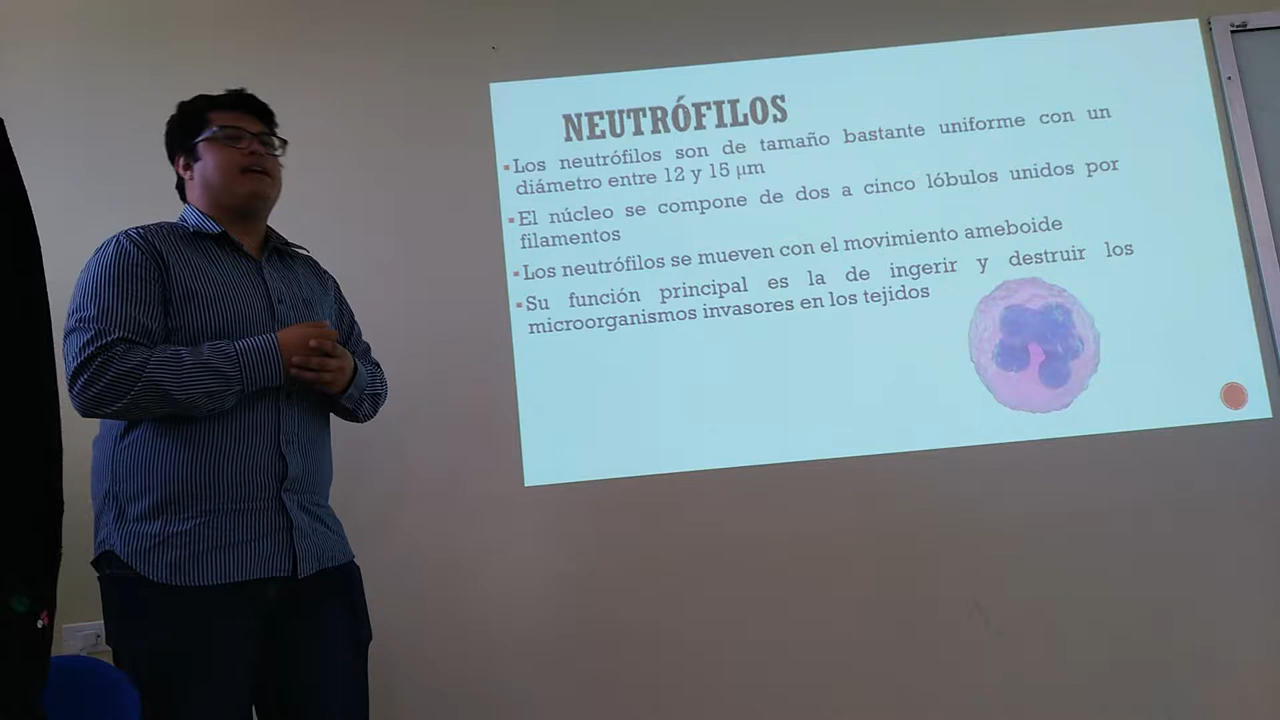 NEUTRÓFILOS
▪Los neutrófilos son de tamaño bastante uniforme con un
diámetro entre 12 y 15 µm
▪El núcleo se compone de dos a cinco lóbulos unidos por
filamentos
▪Los neutrófilos se mueven con el movimiento ameboide
▪Su función principal es la de ingerir y destruir los
microorganismos invasores en los tejidos